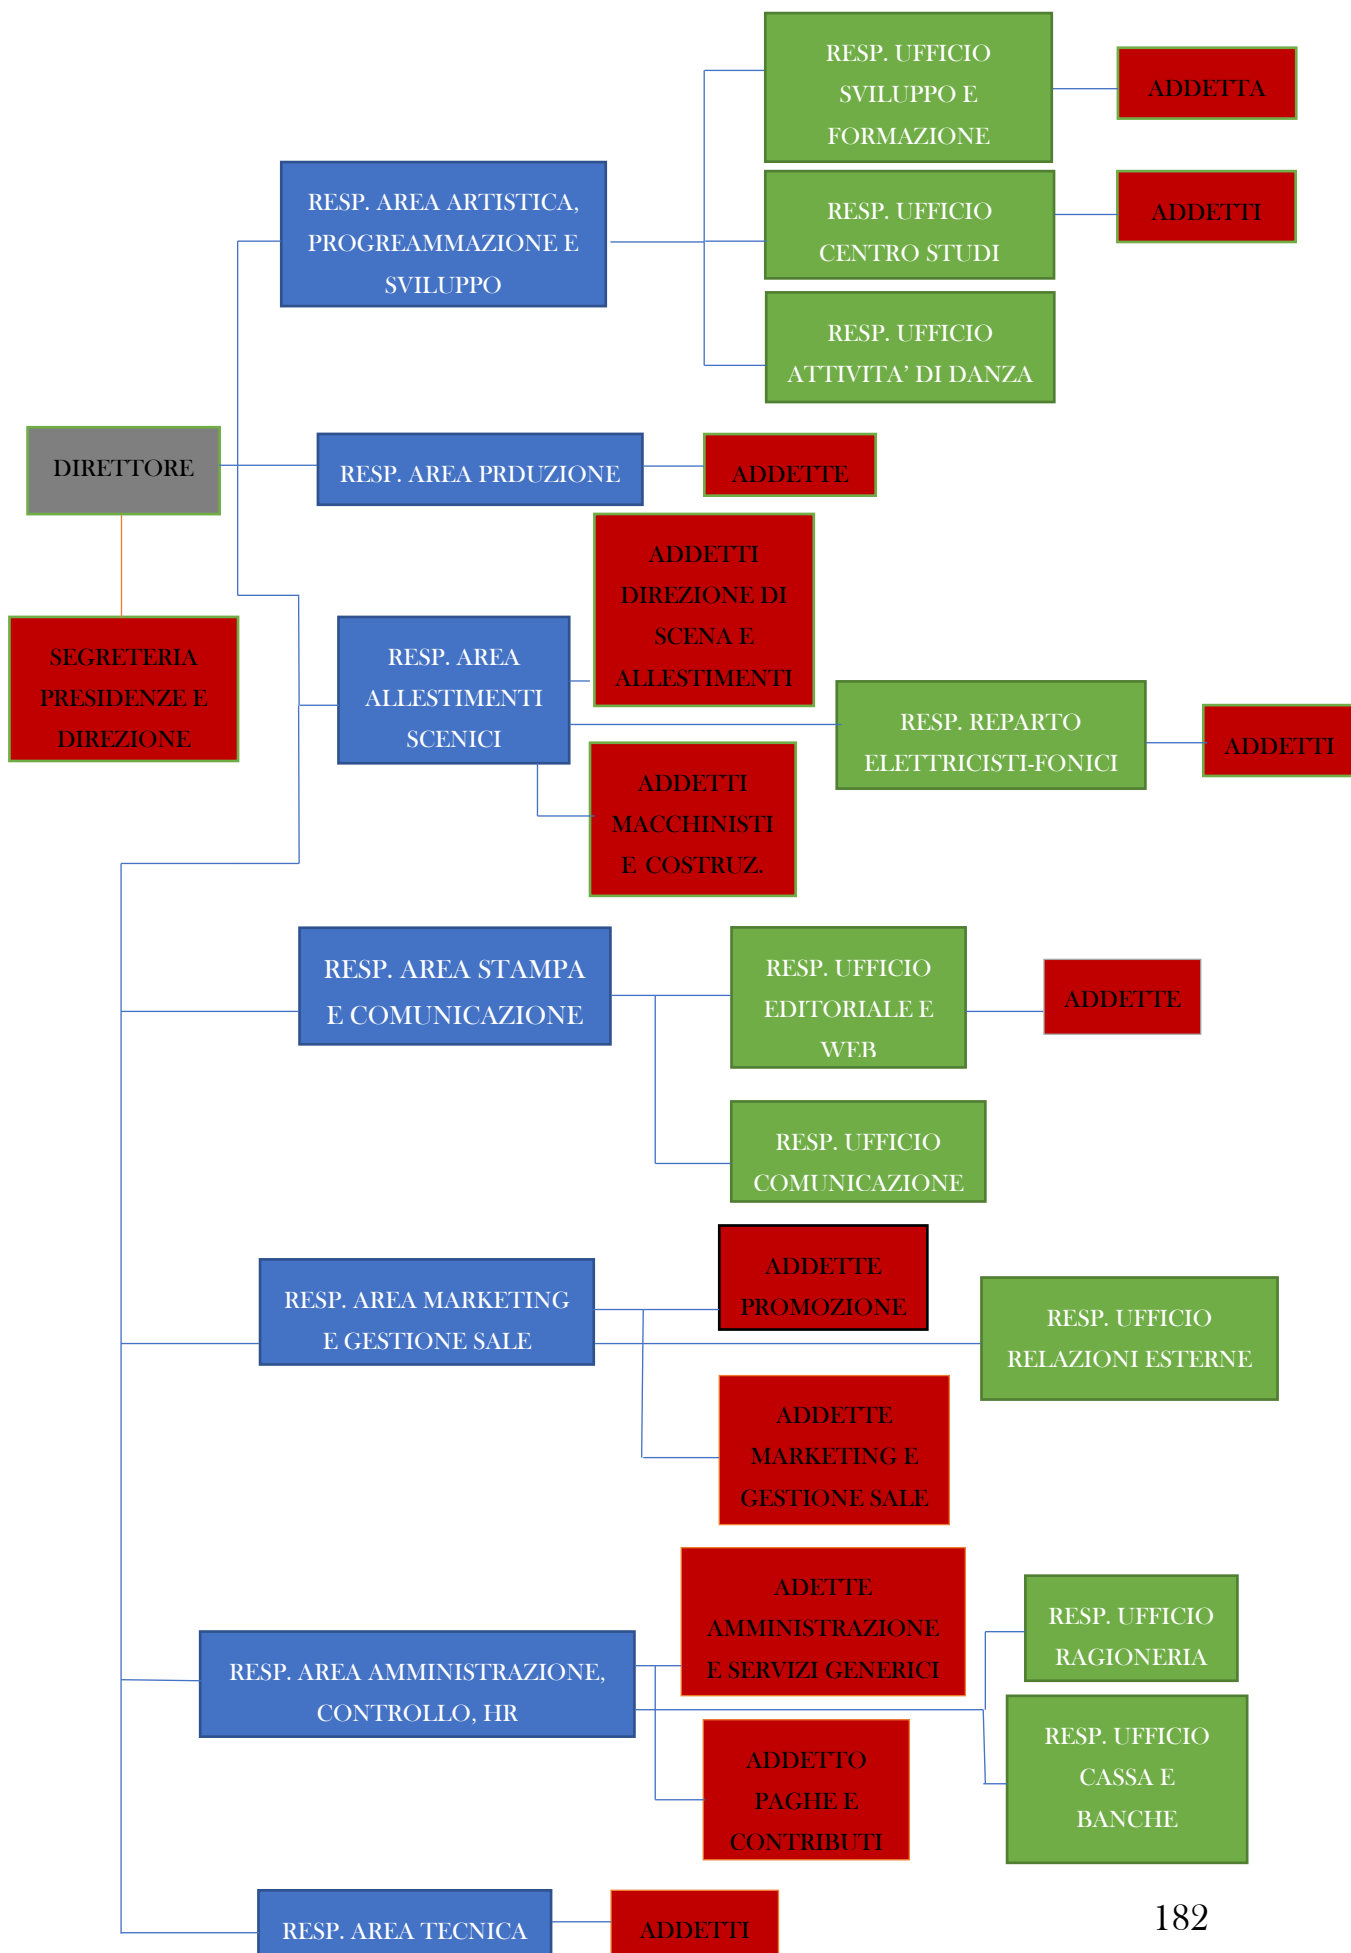 RESP. UFFICIO
SVILUPPO E
FORMAZIONE
ADDETTA
RESP. AREA ARTISTICA,
PROGREAMMAZIONE E
SVILUPPO
RESP. UFFICIO
CENTRO STUDI
ADDETTI
RESP. UFFICIO
ATTIVITA’ DI DANZA
DIRETTORE
RESP. AREA PRDUZIONE
ADDETTE
SEGRETERIA
PRESIDENZE E
DIREZIONE
RESP. AREA
ALLESTIMENTI
SCENICI
ADDETTI
DIREZIONE DI
SCENA E
ALLESTIMENTI
RESP. REPARTO
ELETTRICISTI-FONICI
ADDETTI
ADDETTI
MACCHINISTI
E COSTRUZ.
RESP. AREA STAMPA
E COMUNICAZIONE
RESP. UFFICIO
EDITORIALE E
WEB
ADDETTE
RESP. UFFICIO
COMUNICAZIONE
RESP. AREA MARKETING
E GESTIONE SALE
ADDETTE
PROMOZIONE
RESP. UFFICIO
RELAZIONI ESTERNE
ADDETTE
MARKETING E
GESTIONE SALE
RESP. AREA AMMINISTRAZIONE,
CONTROLLO, HR
ADETTE
AMMINISTRAZIONE
E SERVIZI GENERICI
RESP. UFFICIO
RAGIONERIA
ADDETTO
PAGHE E
CONTRIBUTI
RESP. UFFICIO
CASSA E
BANCHE
RESP. AREA TECNICA
ADDETTI
182